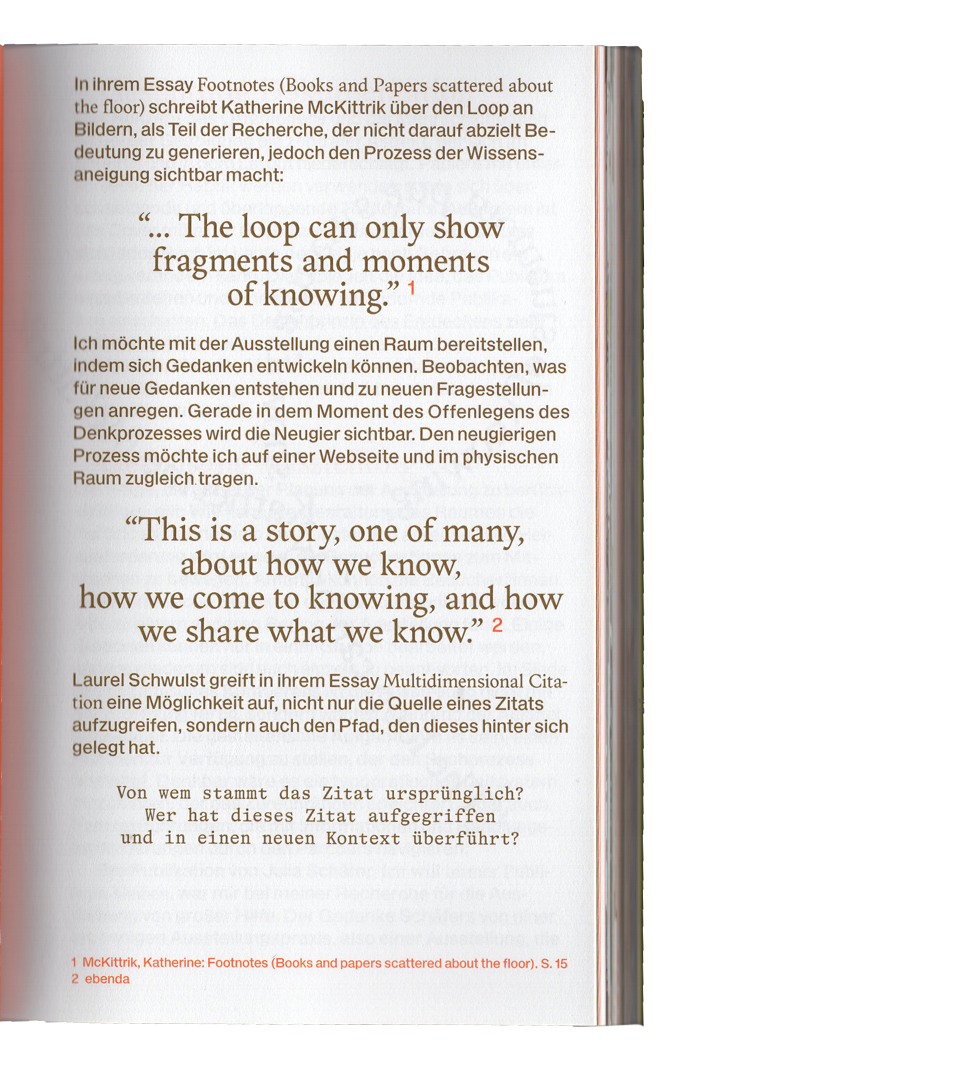 In ihrem Essay Footnotes (Books and Papers scattered about
the floor) schreibt Katherine McKittrik über den Loop an
Bildern, als Teil der Recherche, der nicht darauf abzielt Be-
deutung zu generieren, jedoch den Prozess der Wissens-
aneigung sichtbar macht:
“... The loop can only show
fragments and moments
of knowing.” 1
Ich möchte mit der Ausstellung einen Raum bereitstellen,
indem sich Gedanken entwickeln können. Beobachten, was
für neue Gedanken entstehen und zu neuen Fragestellun-
gen anregen. Gerade in dem Moment des Offenlegens des
Denkprozesses wird die Neugier sichtbar. Den neugierigen
Prozess möchte ich auf einer Webseite und im physischen
Raum zugleich tragen.
“This is a story, one of many,
about how we know,
how we come to knowing, and how
we share what we know.” 2
Laurel Schwulst greift in ihrem Essay Multidimensional Cita-
tion eine Möglichkeit auf, nicht nur die Quelle eines Zitats
aufzugreifen, sondern auch den Pfad, den dieses hinter sich
gelegt hat.
Von wem stammt das Zitat ursprünglich?
Wer hat dieses Zitat aufgegriffen
und in einen neuen Kontext überführt?
1 McKittrik, Katherine: Footnotes (Books and papers scattered about the floor). S. 15
2 ebenda